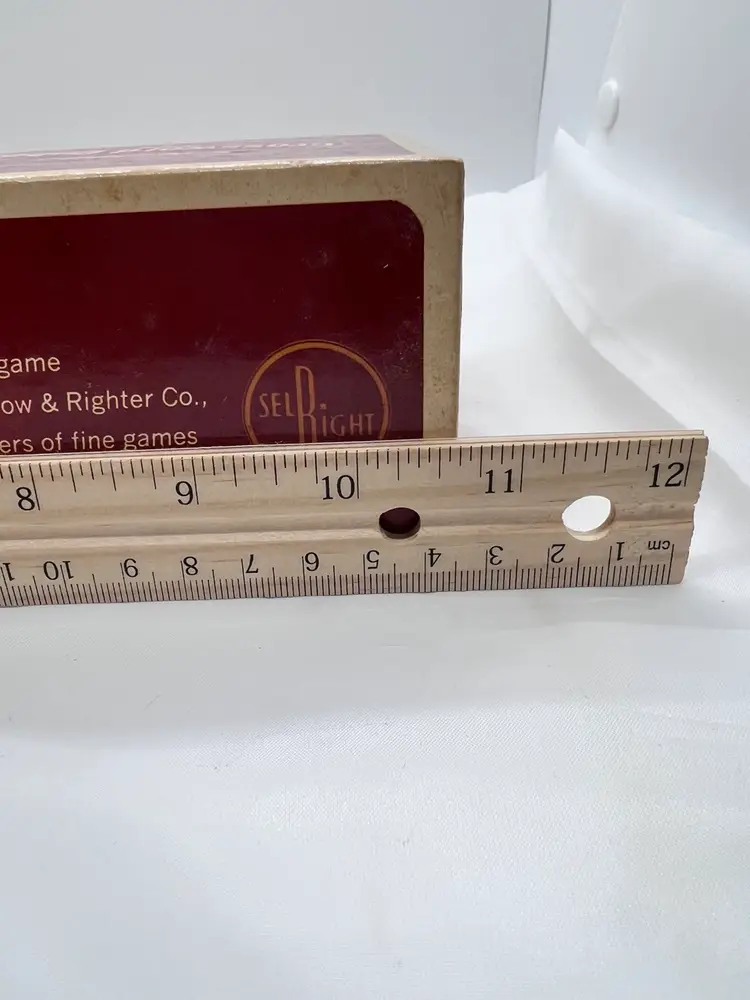 game
ow & Righter Co.,
ers of fine games
SEL RIGHT
8 9 10 11 12
1 10 9 8 7 6 5 4 3 2 1 cm